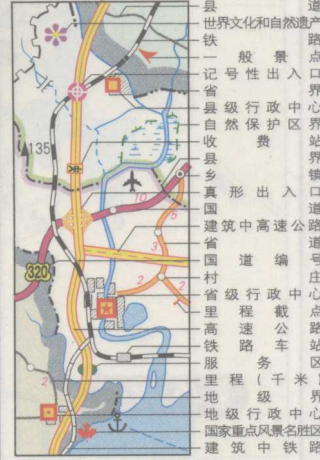 县道
世界文化和自然遗产
铁路
一般景点
记号性出入口
省界
县级行政中心
自然保护区界
收费站
县界
乡镇
真形出入口
国道
建筑中高速公路
省道
国道编号
村庄
省级行政中心
里程截点
高速公路
铁路车站
服务区
里程（千米）
地级界
地级行政中心
国家重点风景名胜区
建筑中铁路
135
10
5
3
320
2
2
2